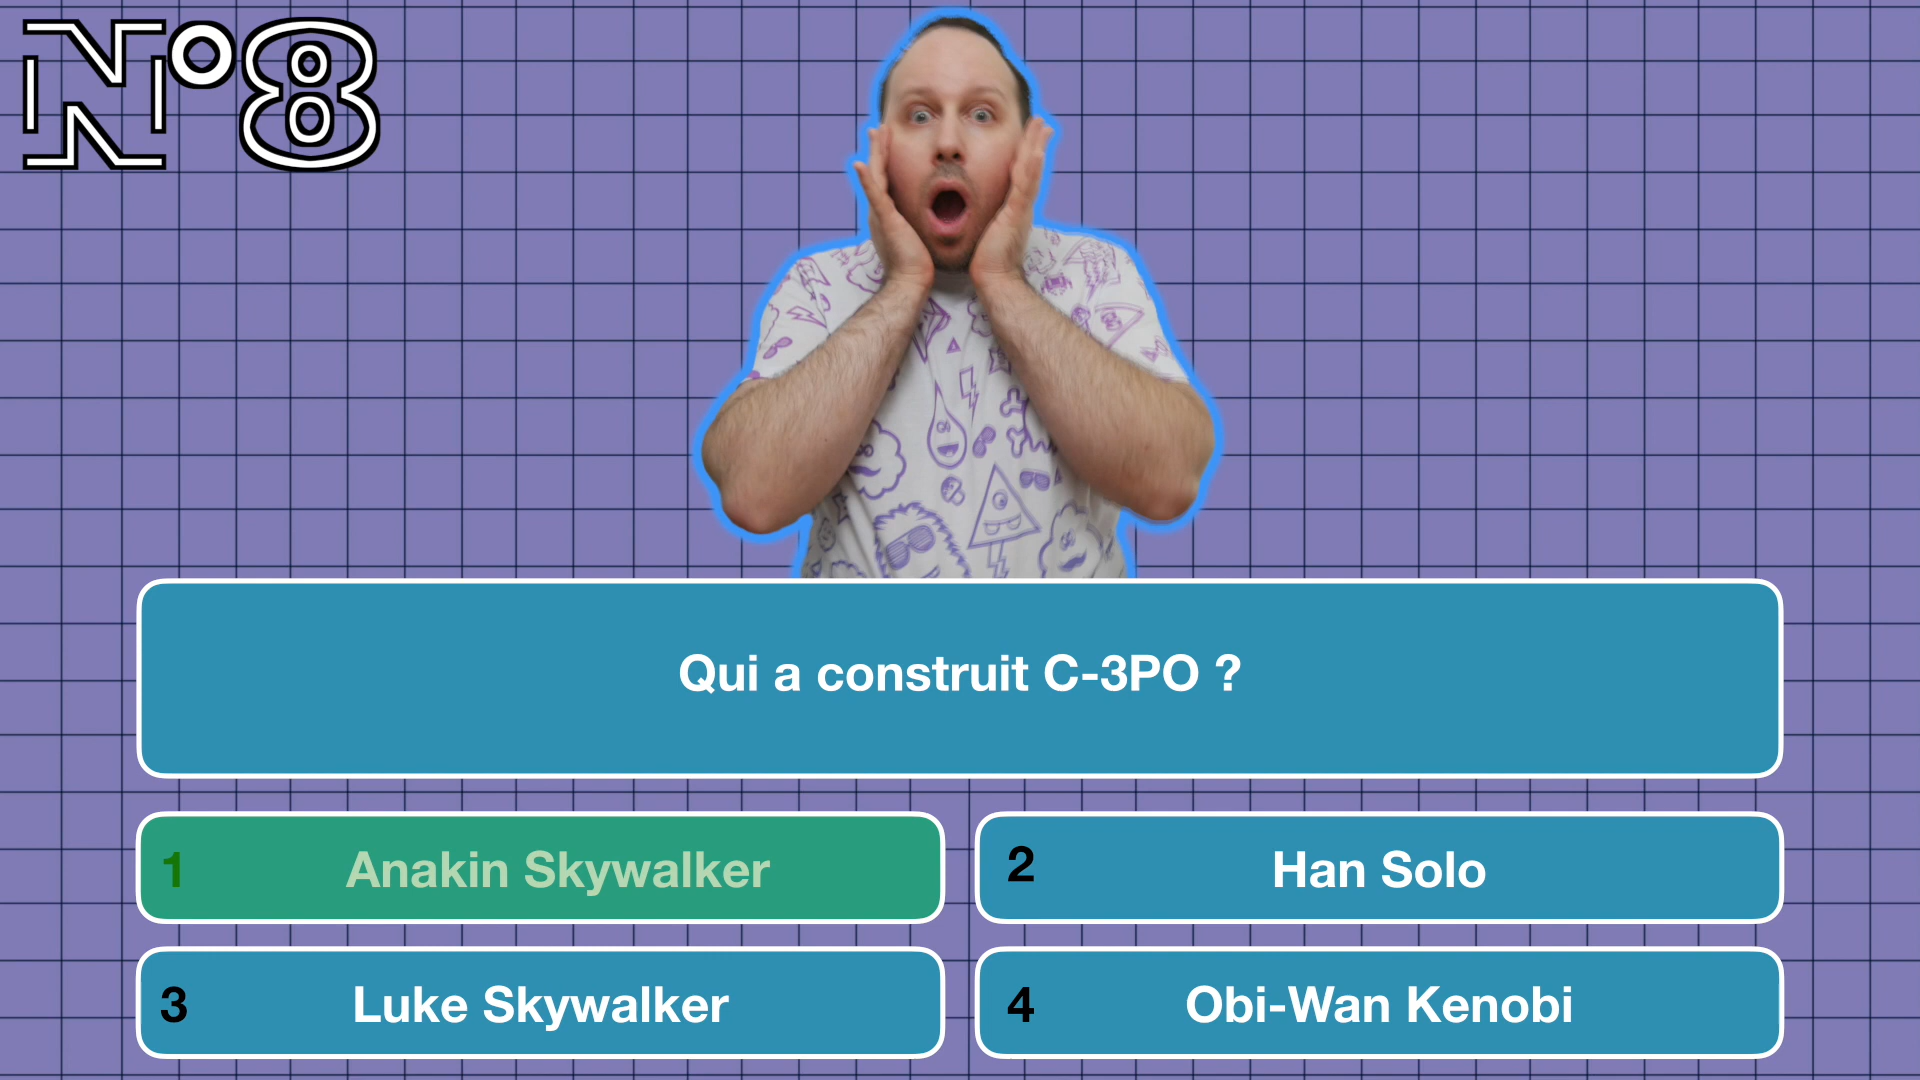 N°8
Qui a construit C-3PO ?
1 Anakin Skywalker
2 Han Solo
3 Luke Skywalker
4 Obi-Wan Kenobi